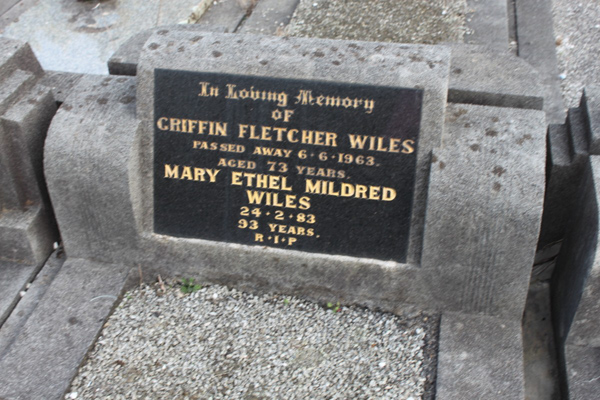 In Loving Memory
OF
GRIFFIN FLETCHER WILES
PASSED AWAY 6·6·1963.
AGED 73 YEARS.
MARY ETHEL MILDRED
WILES
24·2·83
93 YEARS.
R·I·P